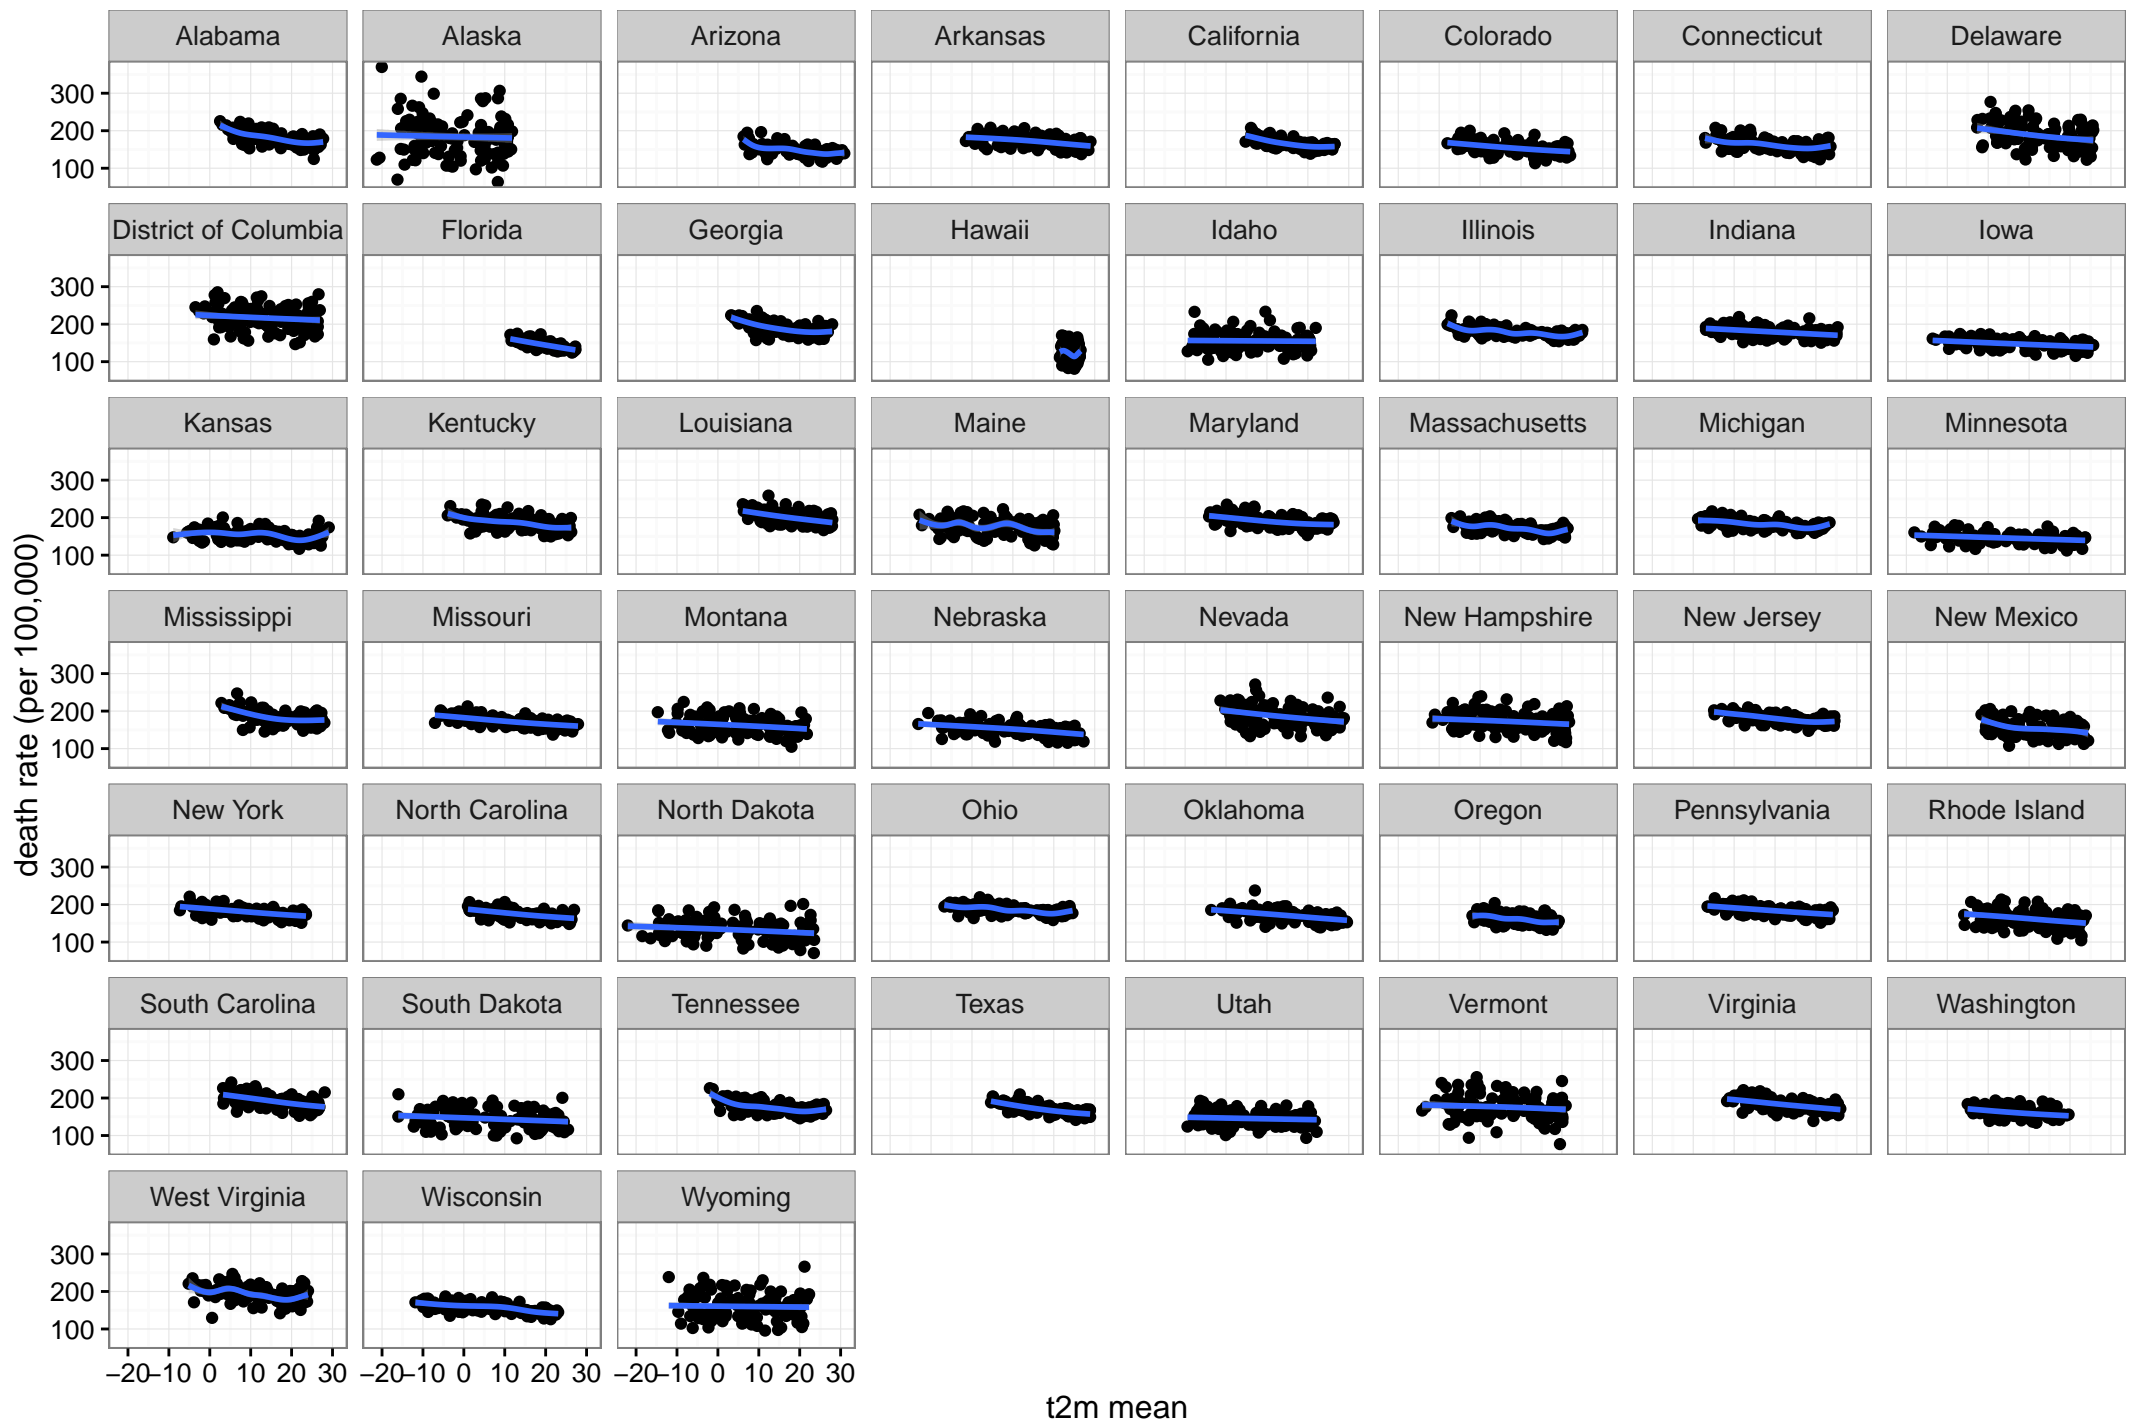 Alabama Alaska Arizona Arkansas California Colorado Connecticut Delaware
300
200
100
District of Columbia Florida Georgia Hawaii Idaho Illinois Indiana Iowa
300
200
100
Kansas Kentucky Louisiana Maine Maryland Massachusetts Michigan Minnesota
300
200
100
Mississippi Missouri Montana Nebraska Nevada New Hampshire New Jersey New Mexico
300
200
100
New York North Carolina North Dakota Ohio Oklahoma Oregon Pennsylvania Rhode Island
300
200
100
South Carolina South Dakota Tennessee Texas Utah Vermont Virginia Washington
300
200
100
West Virginia Wisconsin Wyoming
300
200
100
−20 −10 0 10 20 30 −20 −10 0 10 20 30 −20 −10 0 10 20 30
t2m mean
death rate (per 100,000)